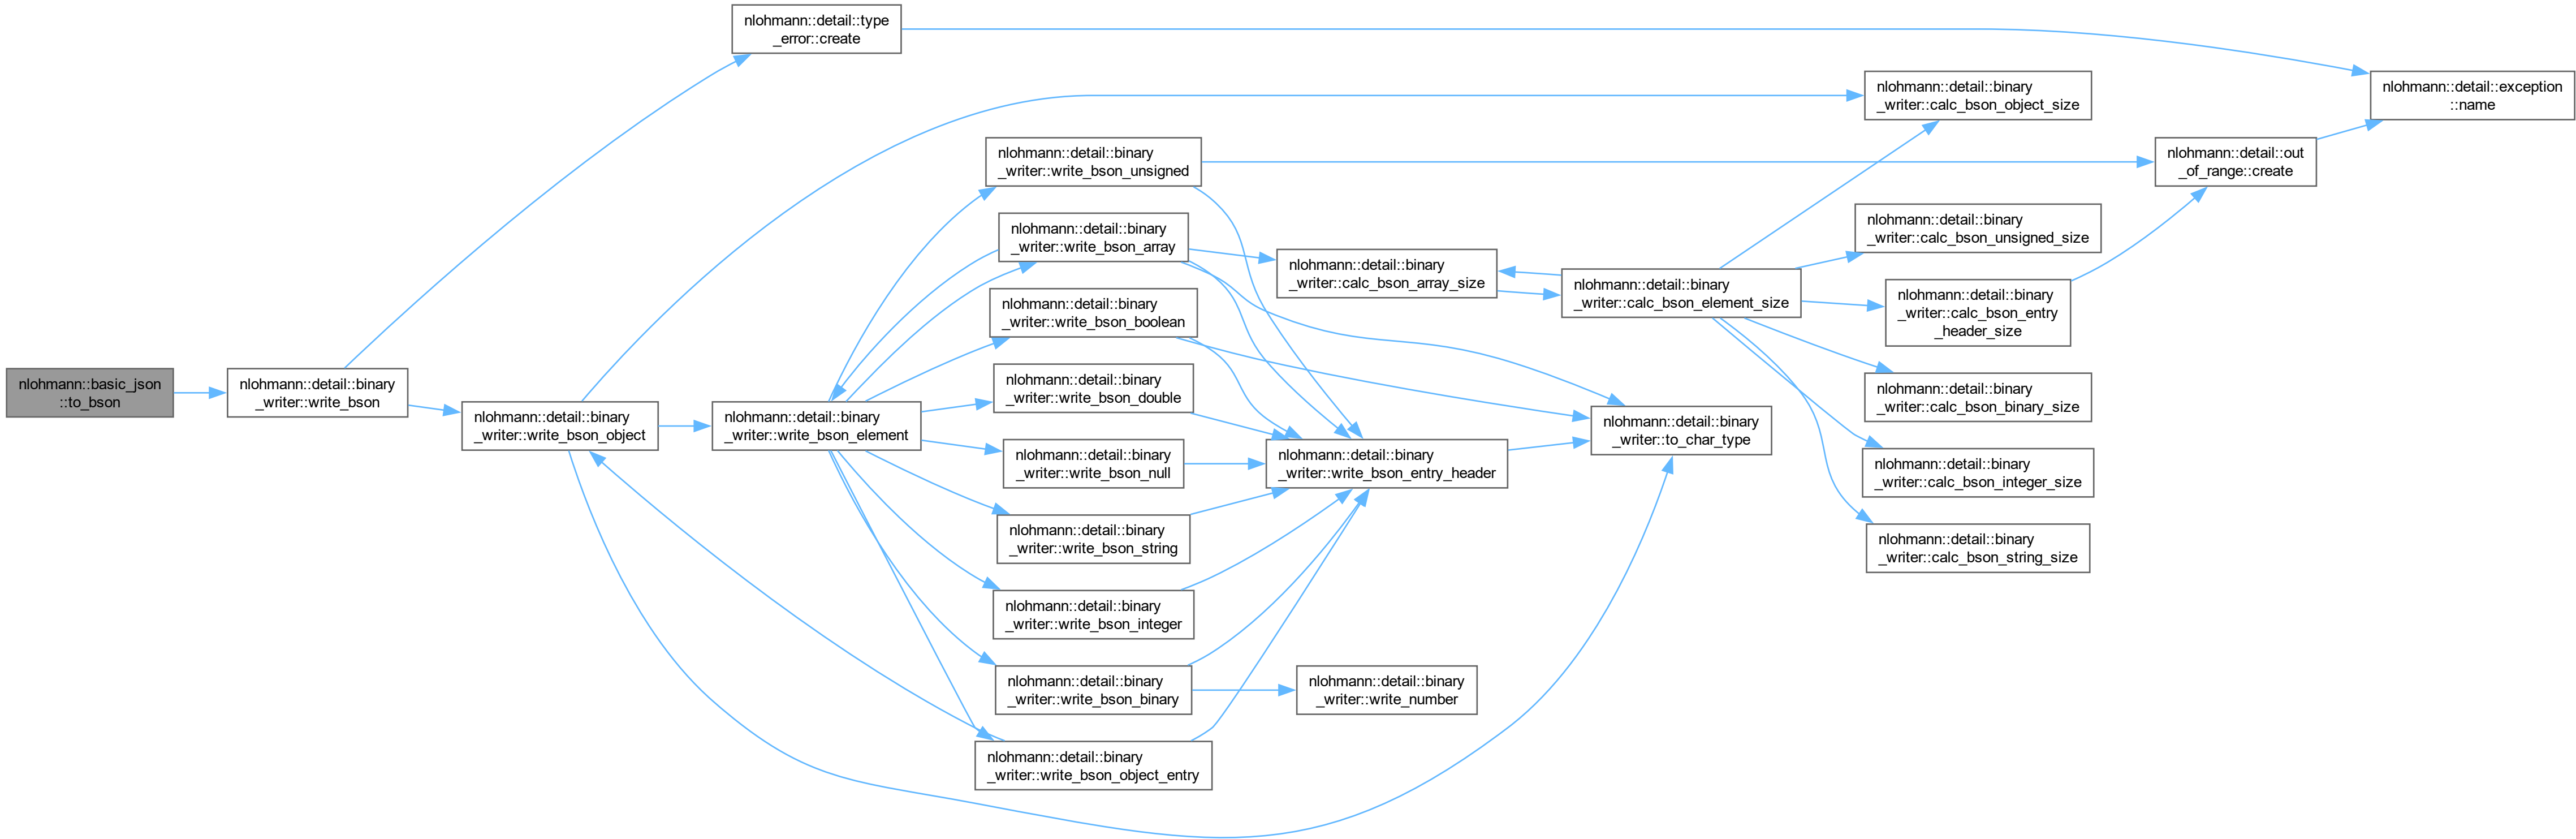 nlohmann::basic_json
::to_bson
nlohmann::detail::binary
_writer::write_bson
nlohmann::detail::type
_error::create
nlohmann::detail::binary
_writer::write_bson_object
nlohmann::detail::binary
_writer::write_bson_element
nlohmann::detail::binary
_writer::write_bson_unsigned
nlohmann::detail::binary
_writer::write_bson_array
nlohmann::detail::binary
_writer::write_bson_boolean
nlohmann::detail::binary
_writer::write_bson_double
nlohmann::detail::binary
_writer::write_bson_null
nlohmann::detail::binary
_writer::write_bson_string
nlohmann::detail::binary
_writer::write_bson_integer
nlohmann::detail::binary
_writer::write_bson_binary
nlohmann::detail::binary
_writer::write_bson_object_entry
nlohmann::detail::binary
_writer::calc_bson_array_size
nlohmann::detail::binary
_writer::write_bson_entry_header
nlohmann::detail::binary
_writer::write_number
nlohmann::detail::binary
_writer::calc_bson_element_size
nlohmann::detail::binary
_writer::to_char_type
nlohmann::detail::binary
_writer::calc_bson_object_size
nlohmann::detail::binary
_writer::calc_bson_unsigned_size
nlohmann::detail::binary
_writer::calc_bson_entry
_header_size
nlohmann::detail::binary
_writer::calc_bson_binary_size
nlohmann::detail::binary
_writer::calc_bson_integer_size
nlohmann::detail::binary
_writer::calc_bson_string_size
nlohmann::detail::out
_of_range::create
nlohmann::detail::exception
::name